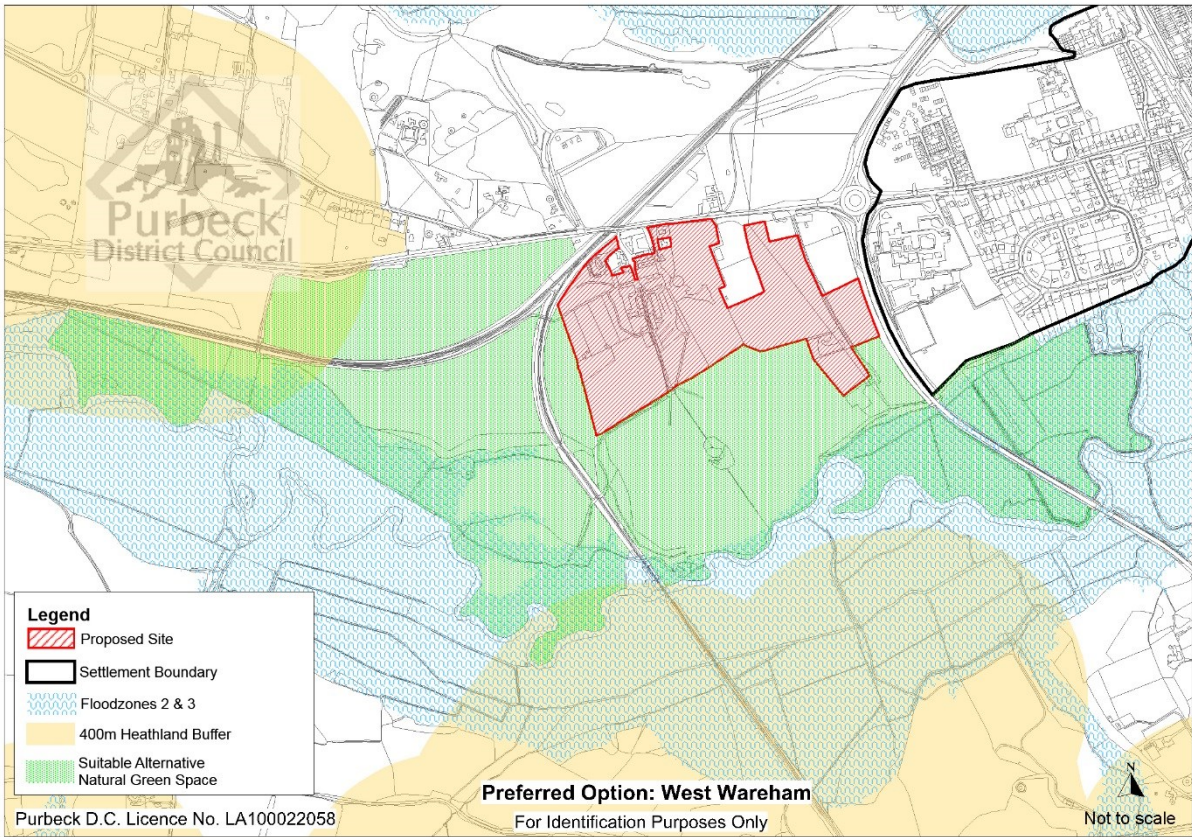 Purbeck
District Council
Legend
Proposed Site
Settlement Boundary
Floodzones 2 & 3
400m Heathland Buffer
Suitable Alternative
Natural Green Space
Purbeck D.C. Licence No. LA100022058
Preferred Option: West Wareham
For Identification Purposes Only
N
Not to scale